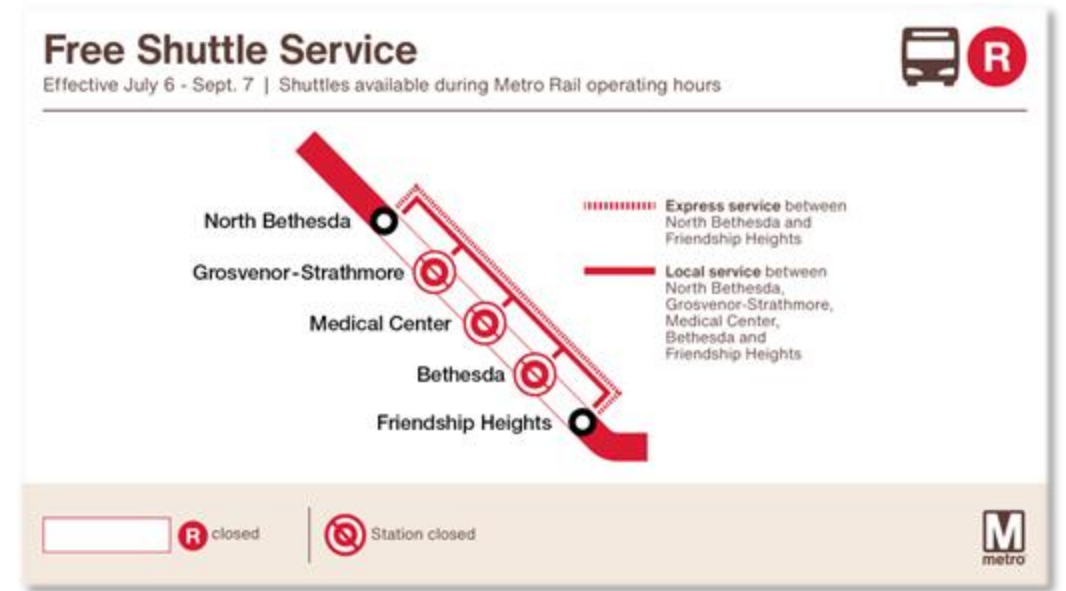 Free Shuttle Service
Effective July 6 - Sept. 7 | Shuttles available during Metro Rail operating hours
R
North Bethesda
Grosvenor-Strathmore
Medical Center
Bethesda
Friendship Heights
Express service between
North Bethesda and
Friendship Heights
Local service between
North Bethesda,
Grosvenor-Strathmore,
Medical Center,
Bethesda and
Friendship Heights
R closed
Station closed
M
metro